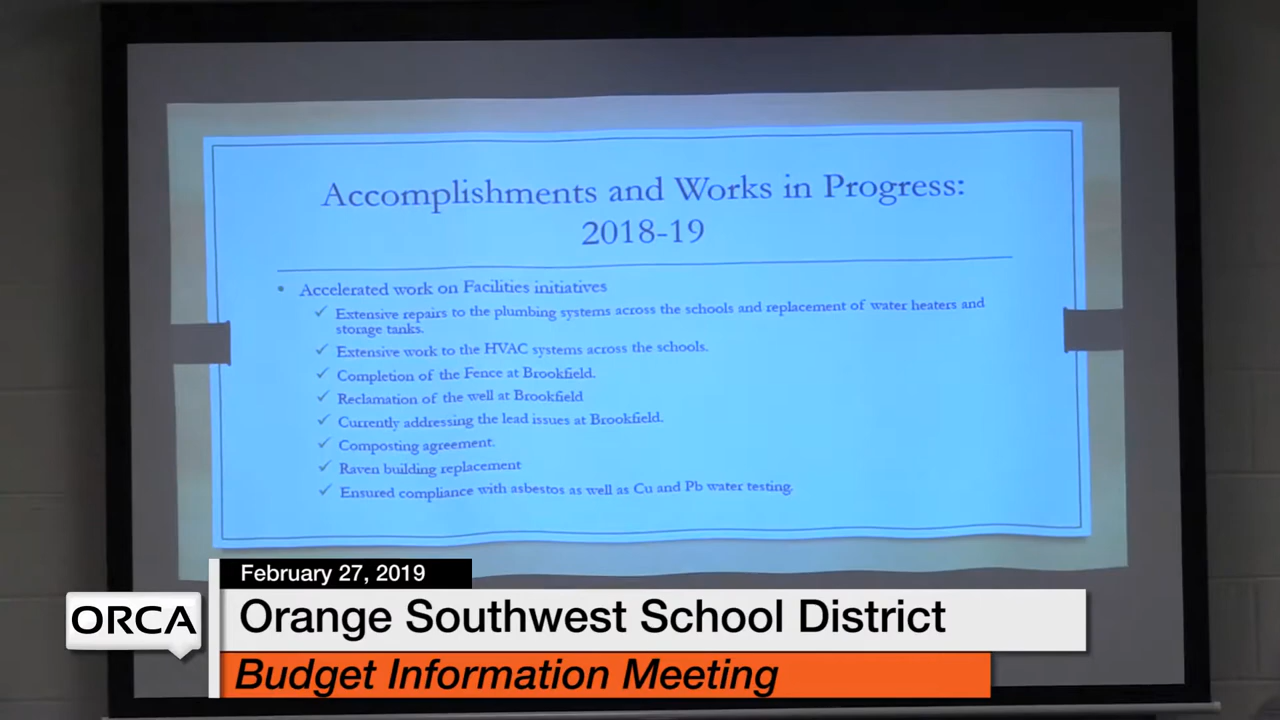 Accomplishments and Works in Progress:
2018-19
• Accelerated work on Facilities initiatives
✓ Extensive repairs to the plumbing systems across the schools and replacement of water heaters and
storage tanks.
✓ Extensive work to the HVAC systems across the schools.
✓ Completion of the Fence at Brookfield.
✓ Reclamation of the well at Brookfield
✓ Currently addressing the lead issues at Brookfield.
✓ Composting agreement.
✓ Raven building replacement
✓ Ensured compliance with asbestos as well as Cu and Pb water testing.
February 27, 2019
ORCA
Orange Southwest School District
Budget Information Meeting